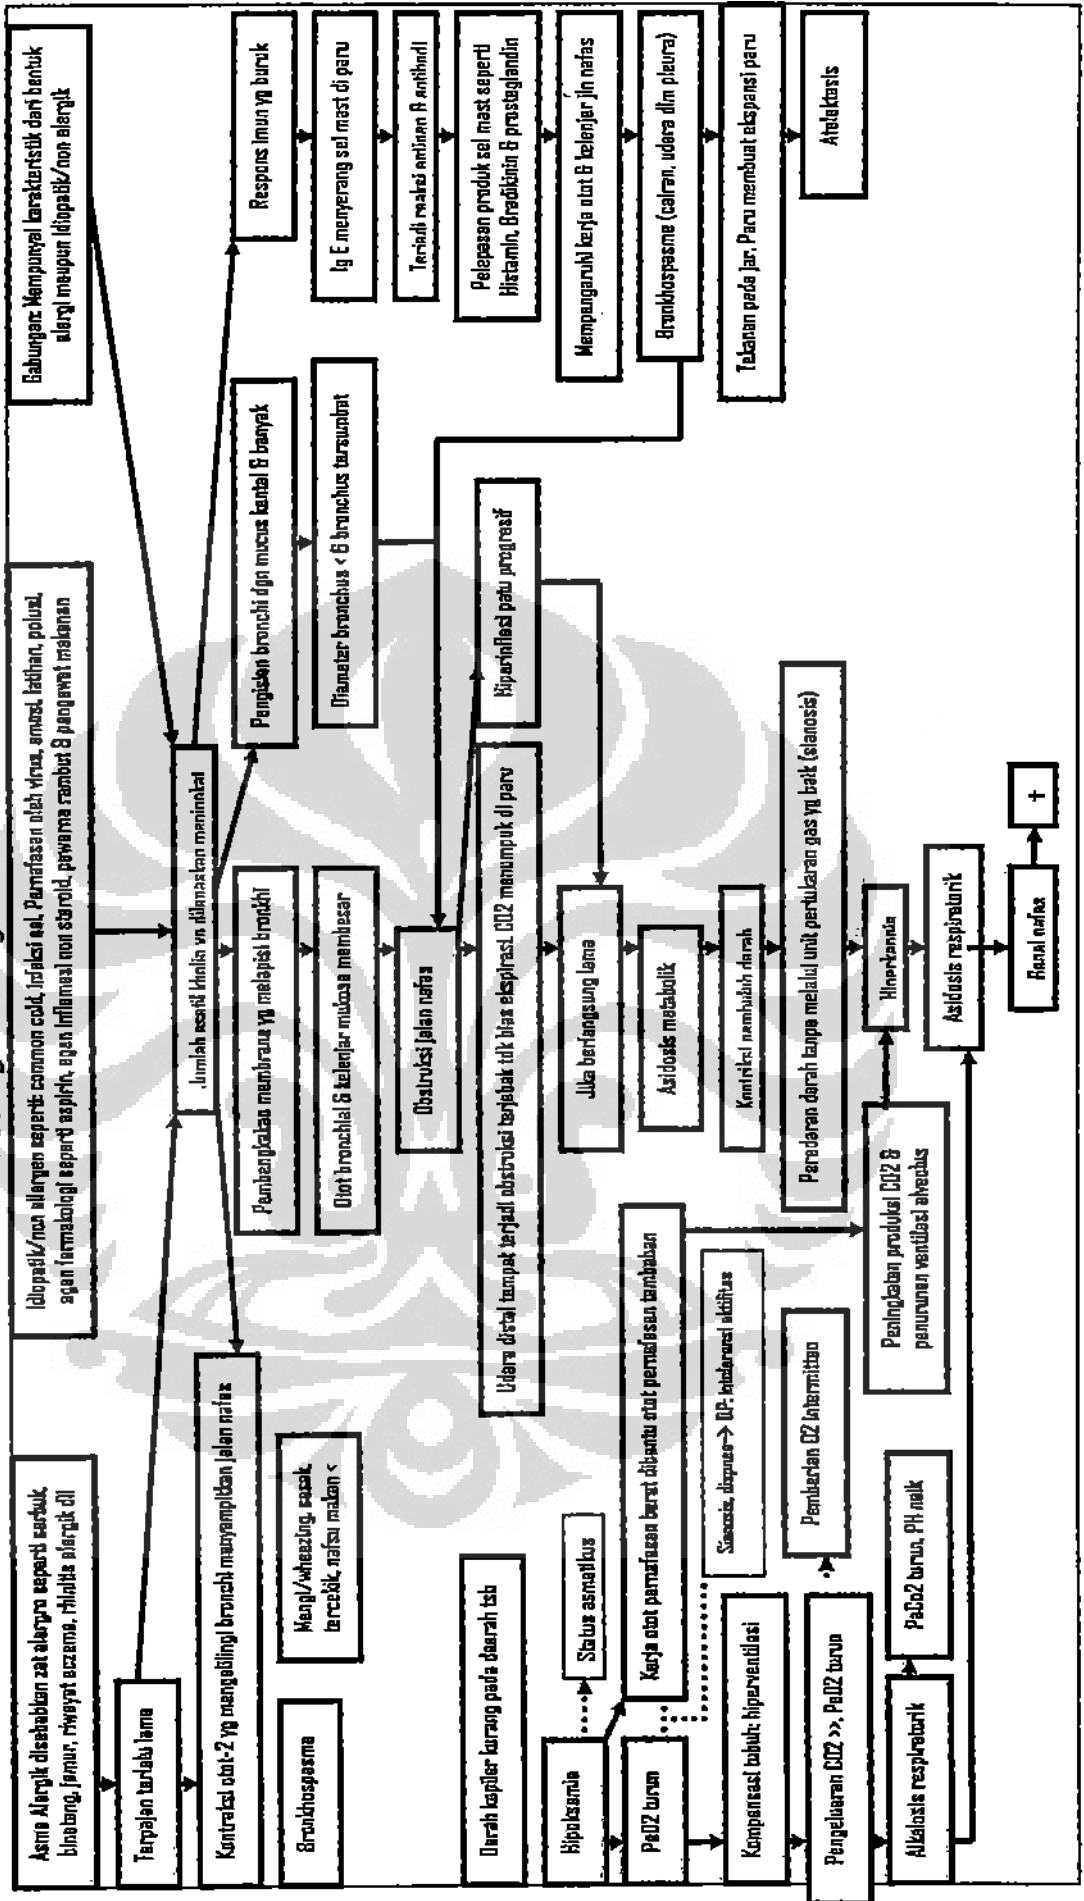 Asma Alergik disebabkan zat alergro seperti serbuk,
binatang, jamur, riwayat eczema, rhinitis alergik dll
Idiopatik/non allergen seperti common cold, infeksi sal. Pernafasan oleh virus, emosi, latihan, polusi,
agen farmakologi seperti aspirin, agen inflamasi non steroid, pewarna rambut & pengawet makanan
Gabungan: Mempunyai karakteristik dari bentuk
alergi maupun idiopatik/non alergik
Terpajan terlalu lama
Jumlah asetil kholin yg dilepaskan meningkat
Kontraksi otot-2 yg mengelilingi bronchi menyempitkan jalan nafas
Pembengkakan membrane yg melapisi bronkhi
Pengisian bronchi dgn mucus kental & banyak
Respons imun yg buruk
Bronkhospasma
Mengi/wheezing, sesak,
tercekik, nafsu makan <
Otot bronchial & kelenjar mukosa membesar
Diameter bronchus < & bronchus tersumbat
Ig E menyerang sel mast di paru
Obstruksi jalan nafas
Terjadi reaksi antigen & antibodi
Darah kapiler kurang pada daerah tsb
Udara distal tempat terjadi obstruksi terjebak tdk bias ekspirasi CO2 menumpuk di paru
Hiperinflasi patu progresif
Pelepasan produk sel mast seperti
Histamin, Bradikinin & prostaglandin
Hipoksemia
Status asmatikus
Jika berlangsung lama
Mempengaruhi kerja otot & kelenjer jln nafas
PaO2 turun
Kerja otot pernafasan berat dibantu otot pernafasan tambahan
Asidosis metabolik
Bronkhospasme (cairan, udara dlm pleura)
Sianosis, dispnea→ DP: Intoleransi aktifitas
Kompensasi tubuh: hiperventilasi
Kontriksi pembuluh darah
Tekanan pada jar. Paru membuat ekspansi paru
Pengeluaran CO2 >>, PaO2 turun
Pemberian O2 Intermitten
Peredaran darah tanpa melalui unit pertukaran gas yg baik (sianosis)
Atelektasis
Alkalosis respiratorik
PaCo2 turun, PH naik
Peningkatan produksi CO2 &
penurunan ventilasi alveolus
Hiperkapnia
Asidosis respiratorik
Gagal nafas
+